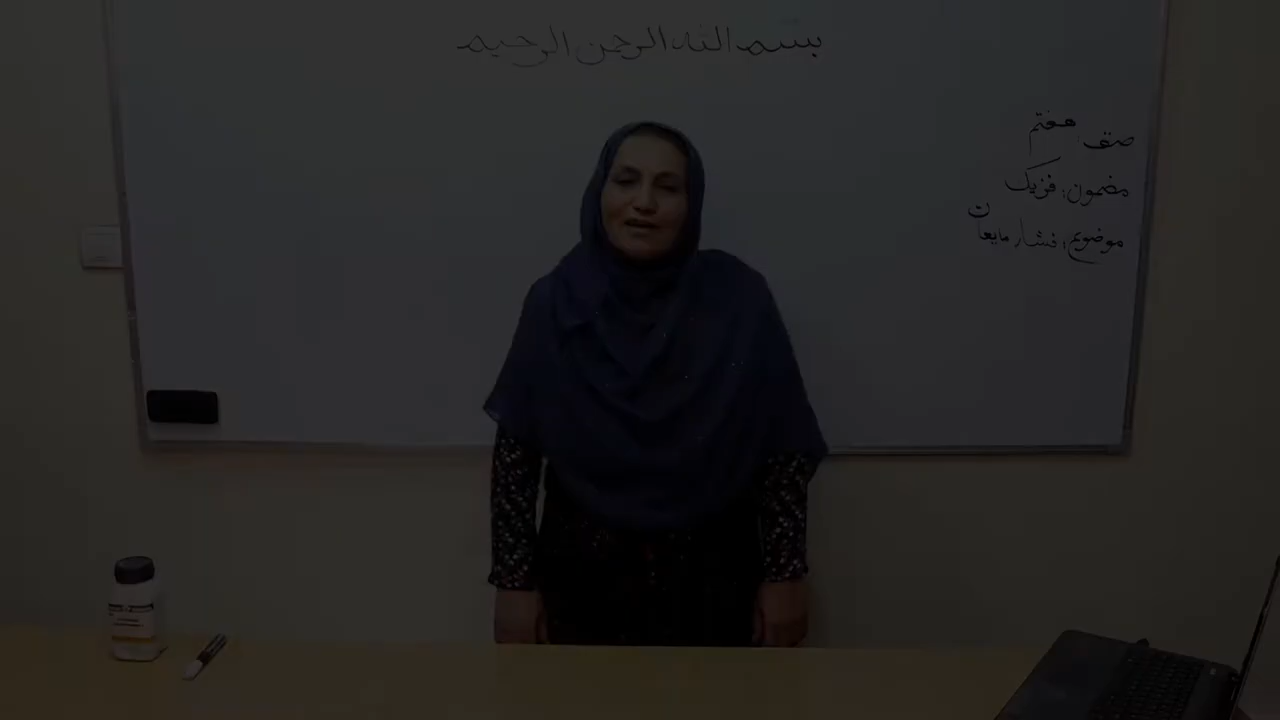 بسم الله الرحمن الرحیم
صنف: هفتم
مضمون: فزیک
موضوع: فشار مایعات